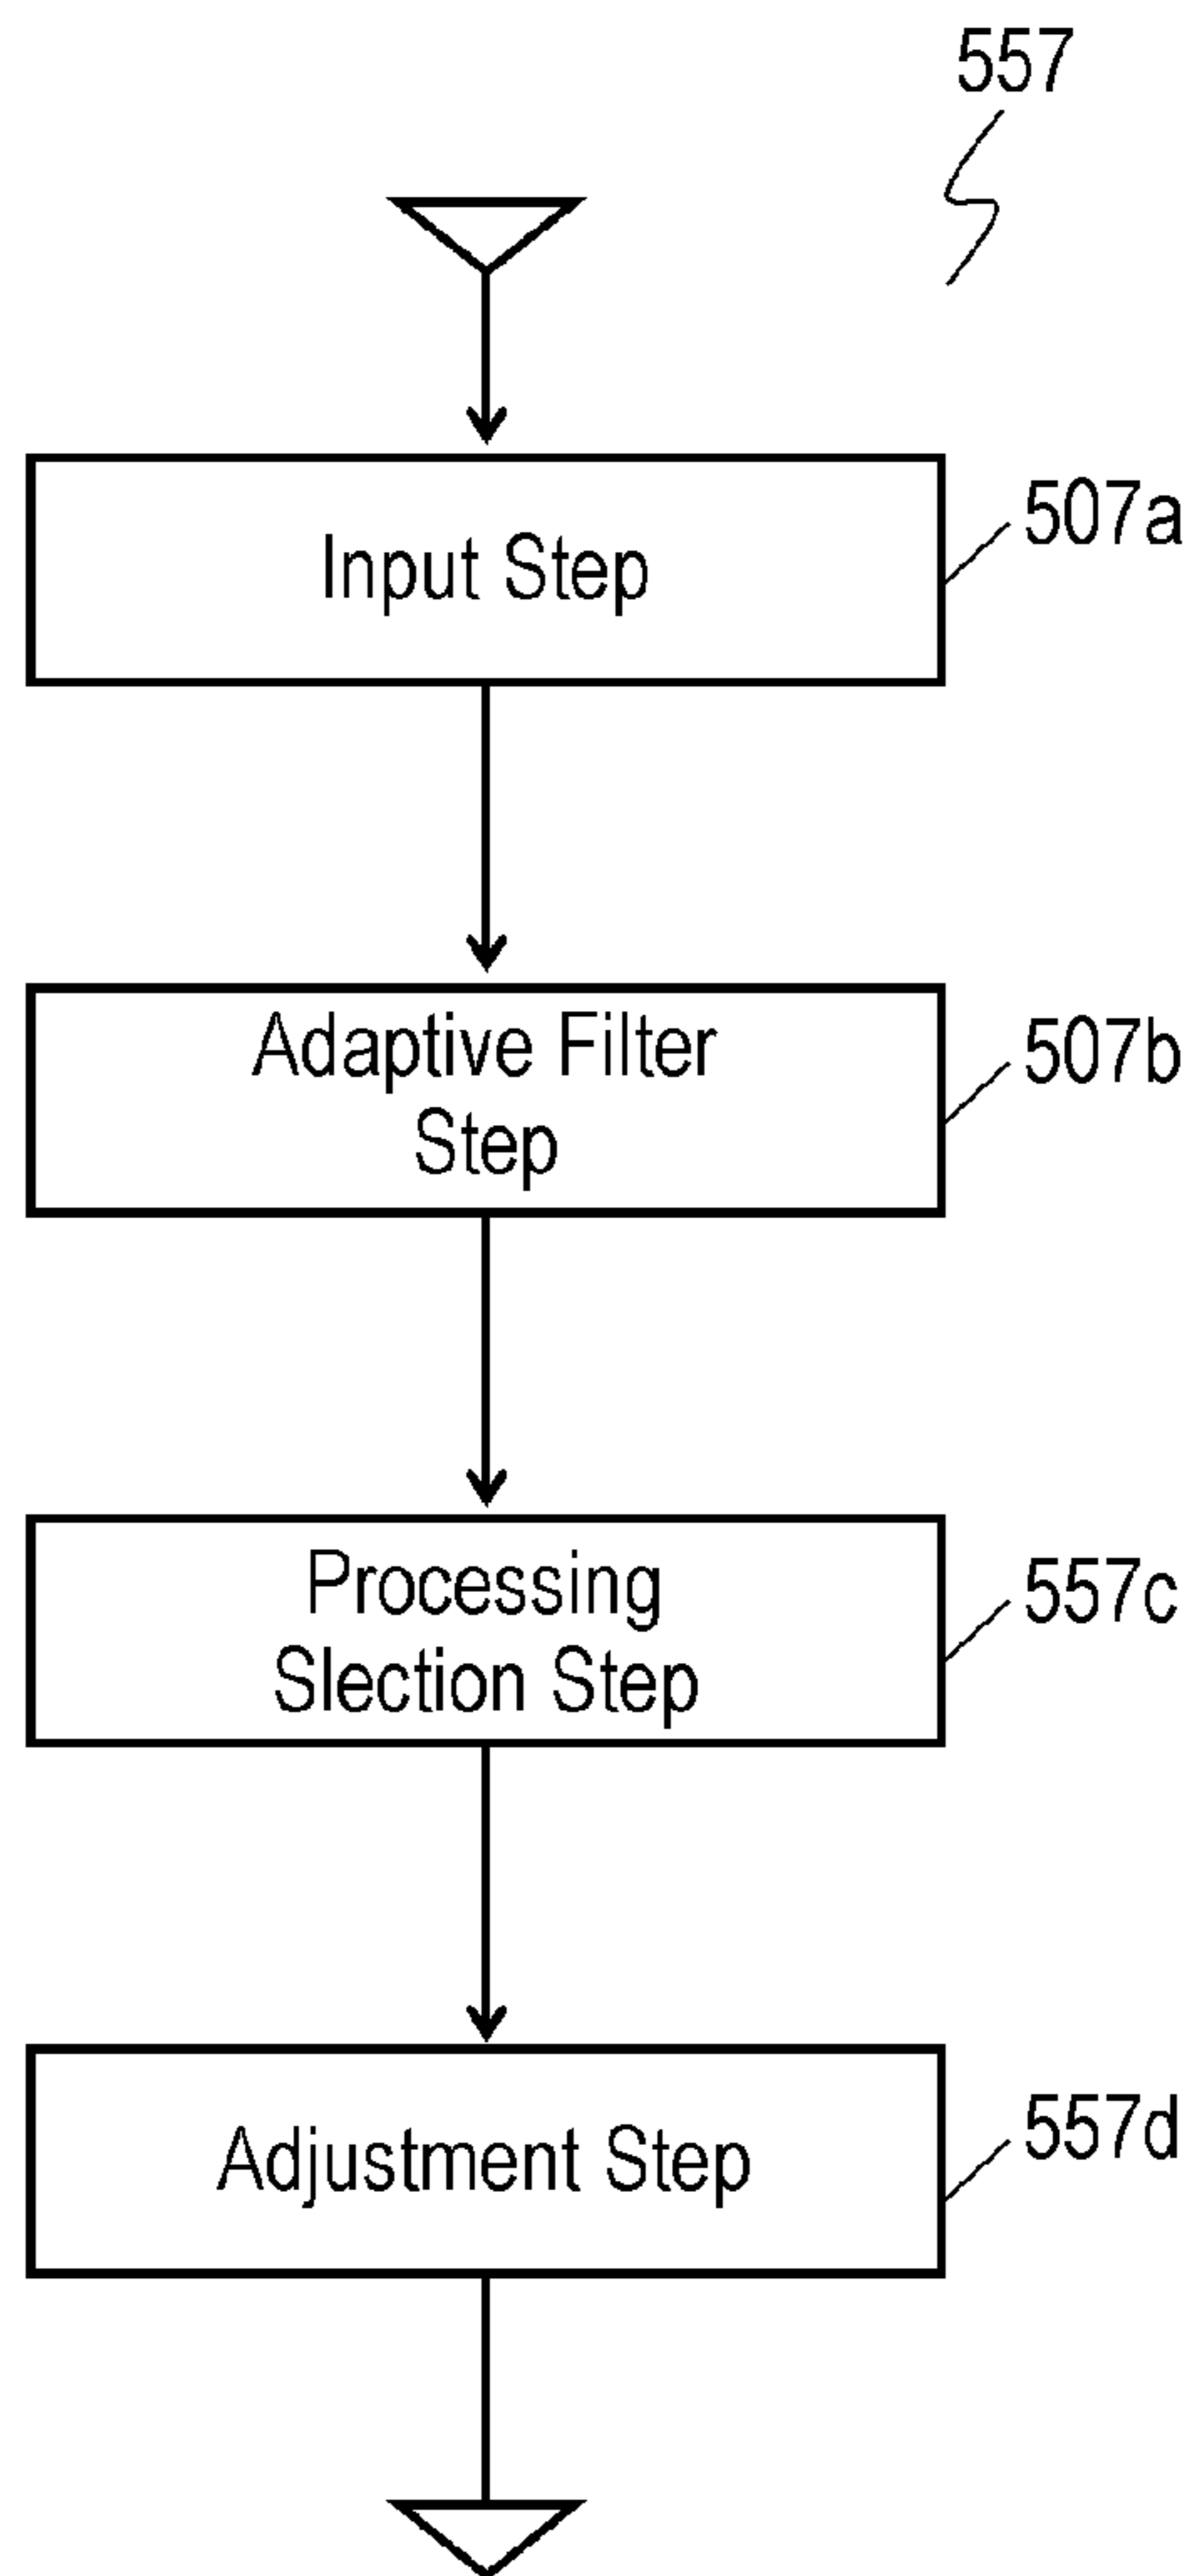 557
Input Step
507a
Adaptive Filter
Step
507b
Processing
Slection Step
557c
Adjustment Step
557d